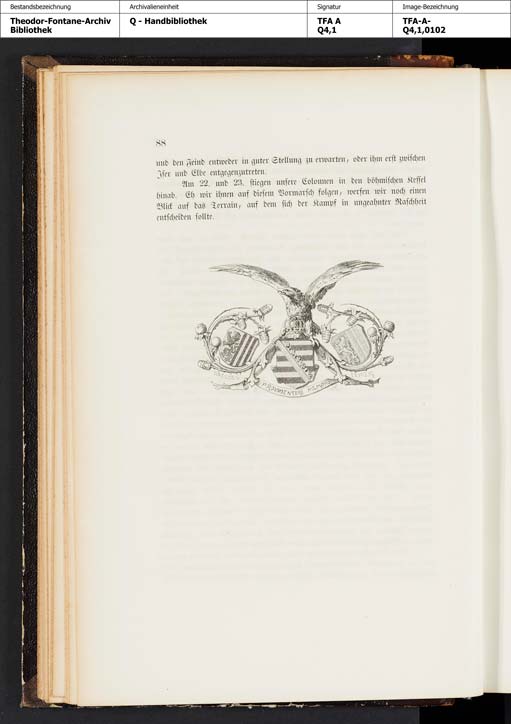 Bestandsbezeichnung
Archivalieneinheit
Signatur
Image-Bezeichnung
Theodor-Fontane-Archiv
Bibliothek
Q - Handbibliothek
TFA A
Q4,1
TFA-A-
Q4,1,0102
88
und den Feind entweder in guter Stellung zu erwarten, oder ihm erst zwischen
Iser und Elbe entgegenzutreten.
Am 22. und 23. stiegen unsere Colonnen in den böhmischen Kessel
hinab. Eh wir ihnen auf diesem Vormarsch folgen, werfen wir noch einen
Blick auf das Terrain, auf dem sich der Kampf in ungeahnter Raschheit
entscheiden sollte.